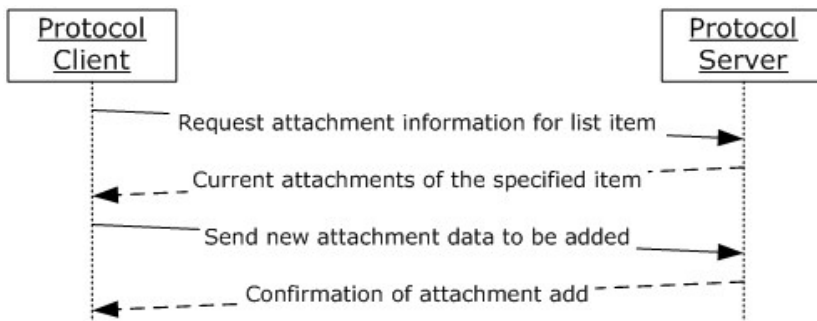 Protocol
Client
Protocol
Server
Request attachment information for list item
Current attachments of the specified item
Send new attachment data to be added
Confirmation of attachment add